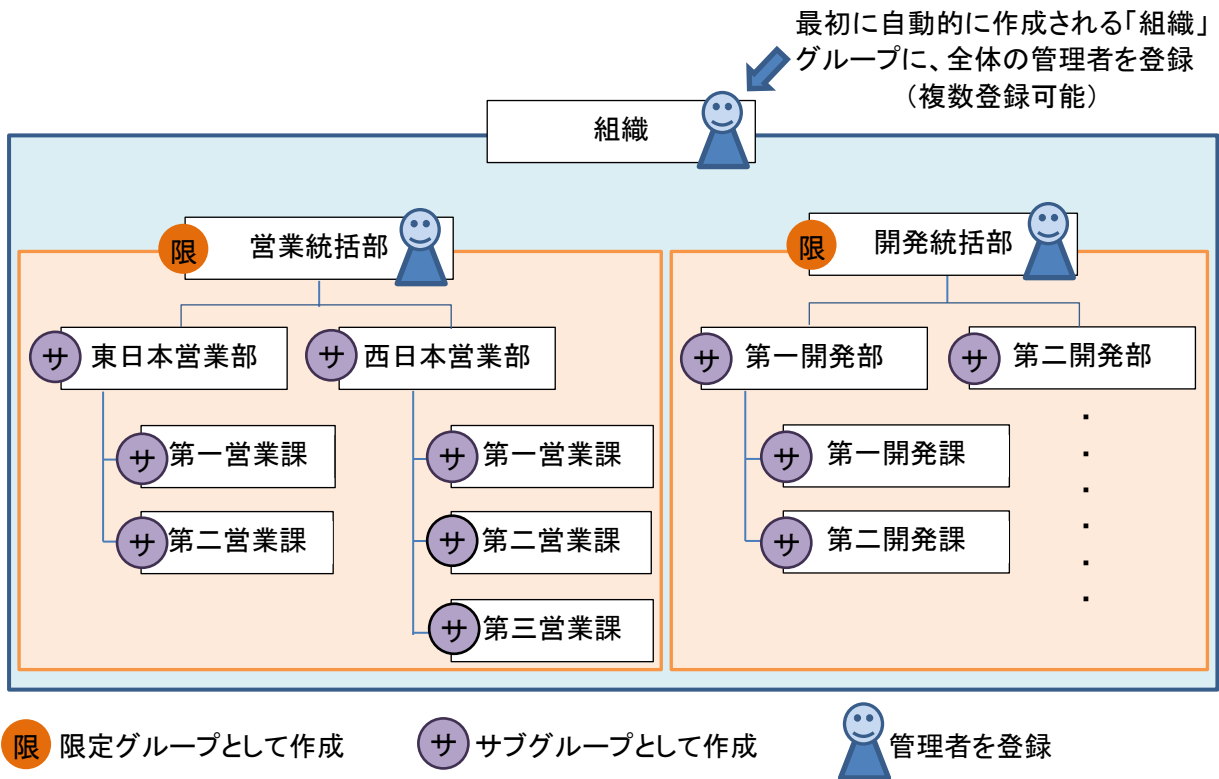 最初に自動的に作成される「組織」
グループに、全体の管理者を登録
（複数登録可能）
組織
限 営業統括部
限 開発統括部
サ 東日本営業部
サ 西日本営業部
サ 第一開発部
サ 第二開発部
サ 第一営業課
サ 第一営業課
サ 第一開発課
サ 第二営業課
サ 第二営業課
サ 第二開発課
サ 第三営業課
・
・
・
・
・
・
限 限定グループとして作成
サ サブグループとして作成
管理者を登録